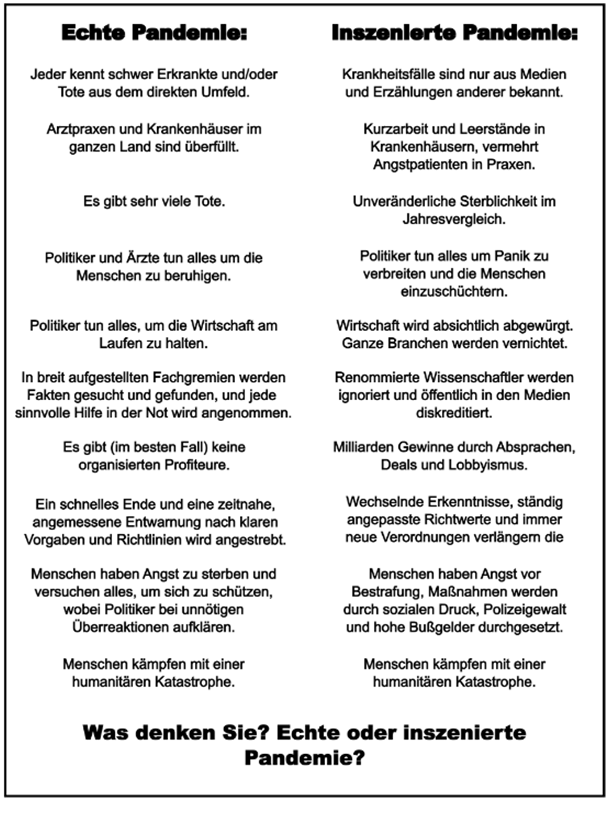 Echte Pandemie:
Jeder kennt schwer Erkrankte und/oder
Tote aus dem direkten Umfeld.
Arztpraxen und Krankenhäuser im
ganzen Land sind überfüllt.
Es gibt sehr viele Tote.
Politiker und Ärzte tun alles um die
Menschen zu beruhigen.
Politiker tun alles, um die Wirtschaft am
Laufen zu halten.
In breit aufgestellten Fachgremien werden
Fakten gesucht und gefunden, und jede
sinnvolle Hilfe in der Not wird angenommen.
Es gibt (im besten Fall) keine
organisierten Profiteure.
Ein schnelles Ende und eine zeitnahe,
angemessene Entwarnung nach klaren
Vorgaben und Richtlinien wird angestrebt.
Menschen haben Angst zu sterben und
versuchen alles, um sich zu schützen,
wobei Politiker bei unnötigen
Überreaktionen aufklären.
Menschen kämpfen mit einer
humanitären Katastrophe.
Inszenierte Pandemie:
Krankheitsfälle sind nur aus Medien
und Erzählungen anderer bekannt.
Kurzarbeit und Leerstände in
Krankenhäusern, vermehrt
Angstpatienten in Praxen.
Unveränderliche Sterblichkeit im
Jahresvergleich.
Politiker tun alles um Panik zu
verbreiten und die Menschen
einzuschüchtern.
Wirtschaft wird absichtlich abgewürgt.
Ganze Branchen werden vernichtet.
Renommierte Wissenschaftler werden
ignoriert und öffentlich in den Medien
diskreditiert.
Milliarden Gewinne durch Absprachen,
Deals und Lobbyismus.
Wechselnde Erkenntnisse, ständig
angepasste Richtwerte und immer
neue Verordnungen verlängern die
Menschen haben Angst vor
Bestrafung, Maßnahmen werden
durch sozialen Druck, Polizeigewalt
und hohe Bußgelder durchgesetzt.
Menschen kämpfen mit einer
humanitären Katastrophe.
Was denken Sie? Echte oder inszenierte
Pandemie?